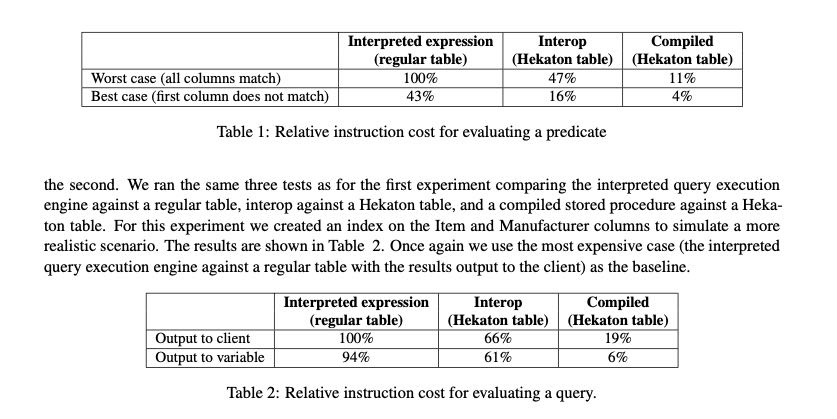 Interpreted expression Interop Compiled
(regular table) (Hekaton table) (Hekaton table)
Worst case (all columns match) 100% 47% 11%
Best case (first column does not match) 43% 16% 4%
Table 1: Relative instruction cost for evaluating a predicate
the second. We ran the same three tests as for the first experiment comparing the interpreted query execution
engine against a regular table, interop against a Hekaton table, and a compiled stored procedure against a Heka-
ton table. For this experiment we created an index on the Item and Manufacturer columns to simulate a more
realistic scenario. The results are shown in Table 2. Once again we use the most expensive case (the interpreted
query execution engine against a regular table with the results output to the client) as the baseline.
Interpreted expression Interop Compiled
(regular table) (Hekaton table) (Hekaton table)
Output to client 100% 66% 19%
Output to variable 94% 61% 6%
Table 2: Relative instruction cost for evaluating a query.